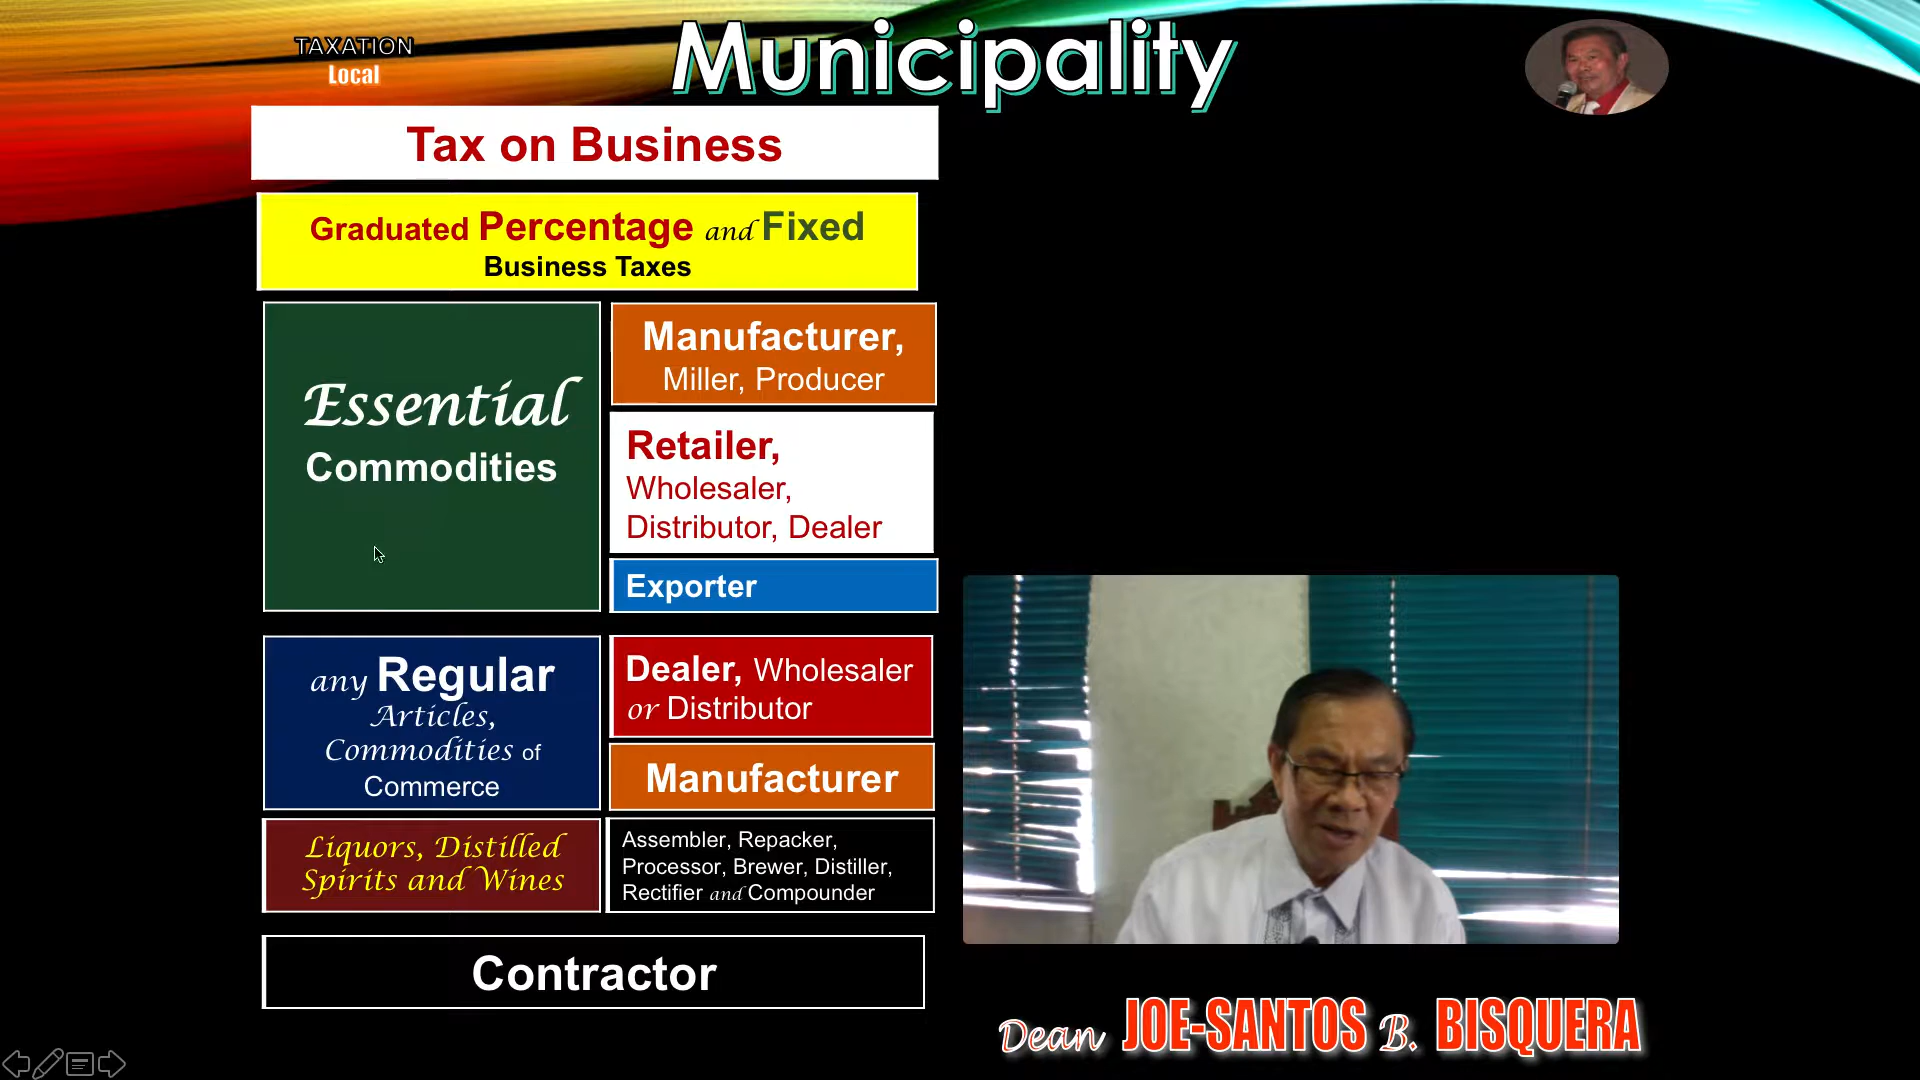 TAXATION
Local
Municipality
Tax on Business
Graduated Percentage and Fixed
Business Taxes
Essential
Commodities
Manufacturer,
Miller, Producer
Retailer,
Wholesaler,
Distributor, Dealer
Exporter
any Regular
Articles,
Commodities of
Commerce
Dealer, Wholesaler
or Distributor
Manufacturer
Liquors, Distilled
Spirits and Wines
Assembler, Repacker,
Processor, Brewer, Distiller,
Rectifier and Compounder
Contractor
Dean JOE-SANTOS B. BISQUERA